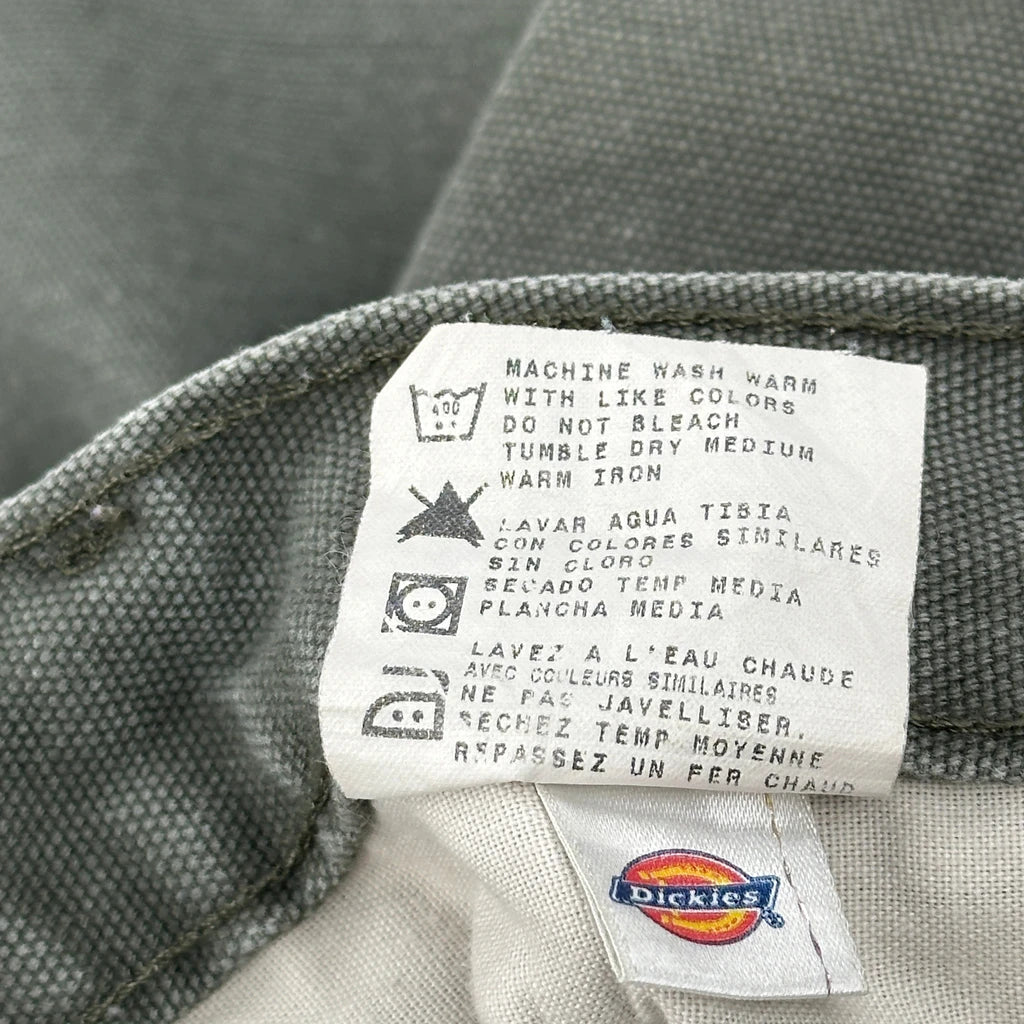 MACHINE WASH WARM
WITH LIKE COLORS
DO NOT BLEACH
TUMBLE DRY MEDIUM
WARM IRON
LAVAR AGUA TIBIA
CON COLORES SIMILARES
SIN CLORO
SECADO TEMP MEDIA
PLANCHA MEDIA
LAVEZ A L'EAU CHAUDE
AVEC COULEURS SIMILAIRES
NE PAS JAVELLISER.
SECHEZ TEMP MOYENNE
REPASSEZ UN FER CHAUD
Dickies